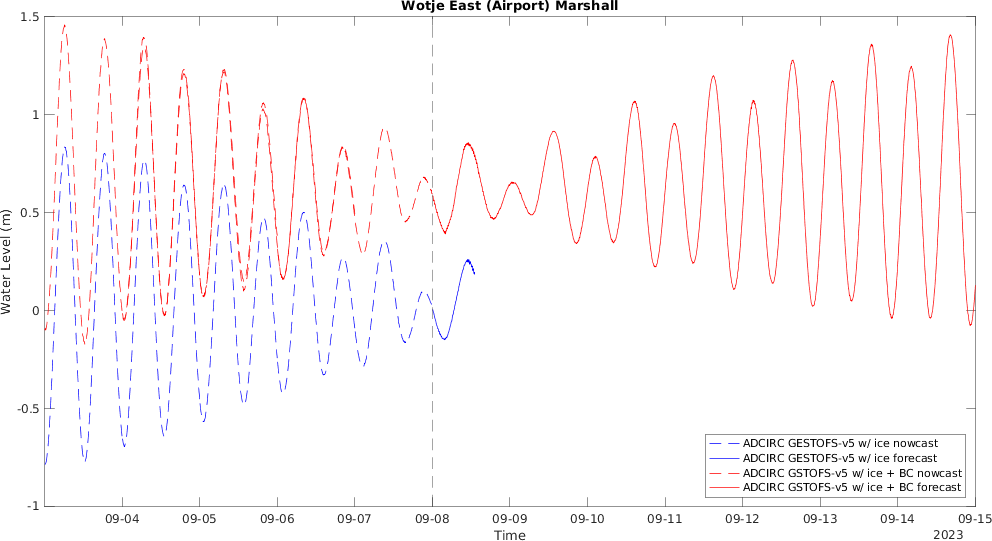 Wotje East (Airport) Marshall
1.5
1
0.5
0
-0.5
-1
Water Level (m)
ADCIRC GESTOFS-v5 w/ ice nowcast
ADCIRC GESTOFS-v5 w/ ice forecast
ADCIRC GSTOFS-v5 w/ ice + BC nowcast
ADCIRC GSTOFS-v5 w/ ice + BC forecast
09-04 09-05 09-06 09-07 09-08 09-09 09-10 09-11 09-12 09-13 09-14 09-15
Time
2023